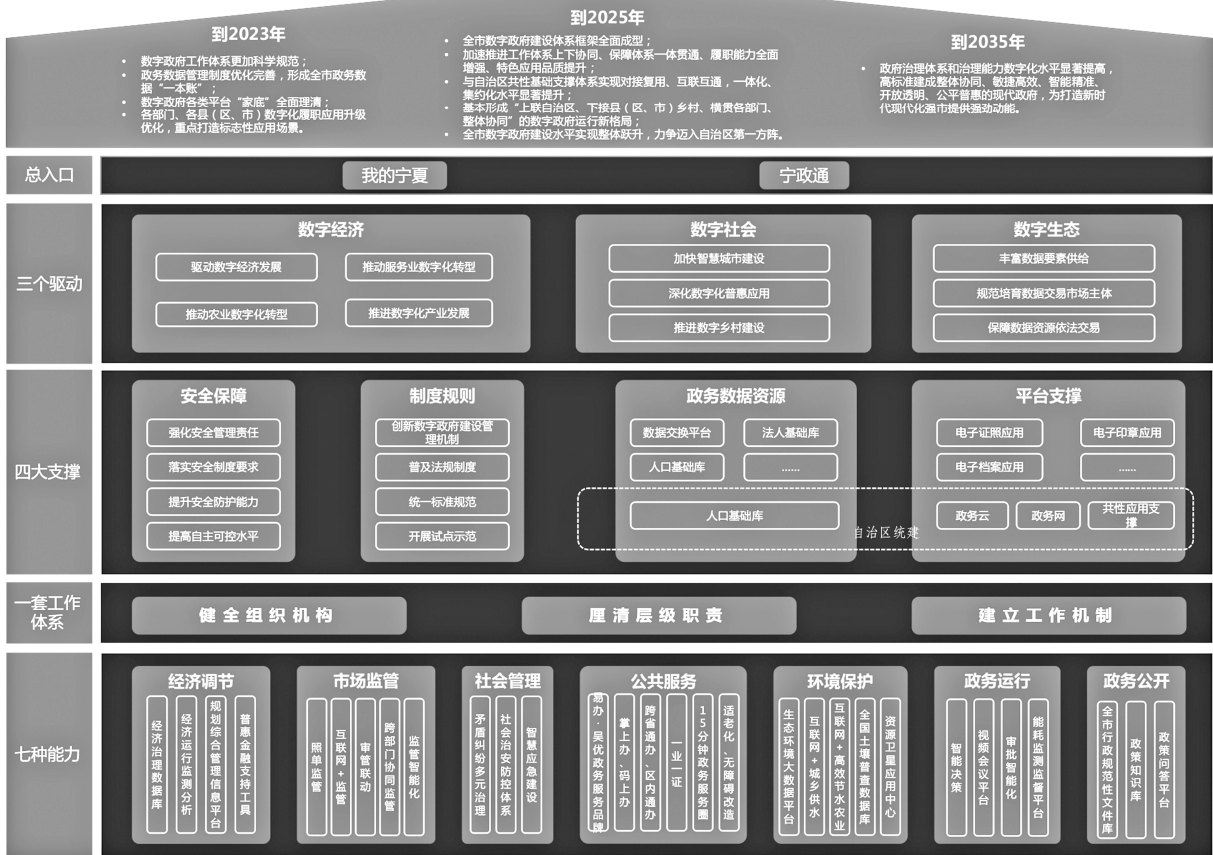 到2023年
• 数字政府工作体系更加科学规范；
• 政务数据管理制度优化完善，形成全市政务数
据“一本账”；
• 数字政府各类平台“家底”全面理清；
• 各部门、各县（区、市）数字化履职应用升级
优化，重点打造标志性应用场景。
到2025年
• 全市数字政府建设体系框架全面成型；
• 加速推进工作体系上下协同、保障体系一体贯通、履职能力全面
增强、特色应用品质提升；
• 与自治区共性基础支撑体系实现对接复用、互联互通，一体化、
集约化水平显著提升；
• 基本形成“上联自治区、下接县（区、市）乡村、横贯各部门、
整体协同”的数字政府运行新格局；
• 全市数字政府建设水平实现整体跃升，力争迈入自治区第一方阵。
到2035年
• 政府治理体系和治理能力数字化水平显著提高，
高标准建成整体协同、敏捷高效、智能精准、
开放透明、公平普惠的现代政府，为打造新时
代现代化强市提供强劲动能。
总入口
我的宁夏
宁政通
三个驱动
数字经济
驱动数字经济发展
推动服务业数字化转型
推动农业数字化转型
推进数字化产业发展
数字社会
加快智慧城市建设
深化数字化普惠应用
推进数字乡村建设
数字生态
丰富数据要素供给
规范培育数据交易市场主体
保障数据资源依法交易
四大支撑
安全保障
强化安全管理责任
落实安全制度要求
提升安全防护能力
提高自主可控水平
制度规则
创新数字政府建设管
理机制
普及法规制度
统一标准规范
开展试点示范
政务数据资源
数据交换平台
法人基础库
人口基础库
......
人口基础库
平台支撑
电子证照应用
电子印章应用
电子档案应用
......
政务云
政务网
共性应用支
撑
自治区统建
一套工作
体系
健全组织机构
厘清层级职责
建立工作机制
七种能力
经济调节
经济治理数据库
经济运行监测分析
规划综合管理信息平台
普惠金融支持工具
市场监管
照单监管
互联网+监管
审管联动
跨部门协同监管
监管智能化
社会管理
矛盾纠纷多元治理
社会治安防控体系
智慧应急建设
公共服务
易办·吴优政务服务品牌
掌上办、码上办
跨省通办、区内通办
一业一证
15分钟政务服务圈
适老化、无障碍改造
环境保护
生态环境大数据平台
互联网+城乡供水
互联网+高效节水农业
全国土壤普查数据库
资源卫星应用中心
政务运行
智能决策
视频会议平台
审批智能化
能耗监测监督平台
政务公开
全市行政规范性文件库
政策知识库
政策问答平台